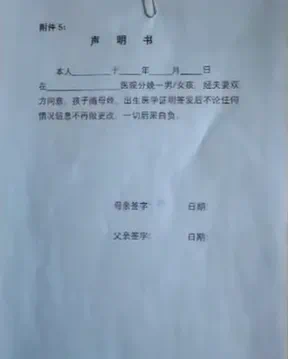 附件 5:
声 明 书
本人________于____年____月____日
在____________医院分娩一男/女孩，经夫妻双
方同意，孩子随母姓，出生医学证明签发后不论任何
情况信息不再做更改，一切后果自负。
母亲签字: 日期:
父亲签字: 日期: